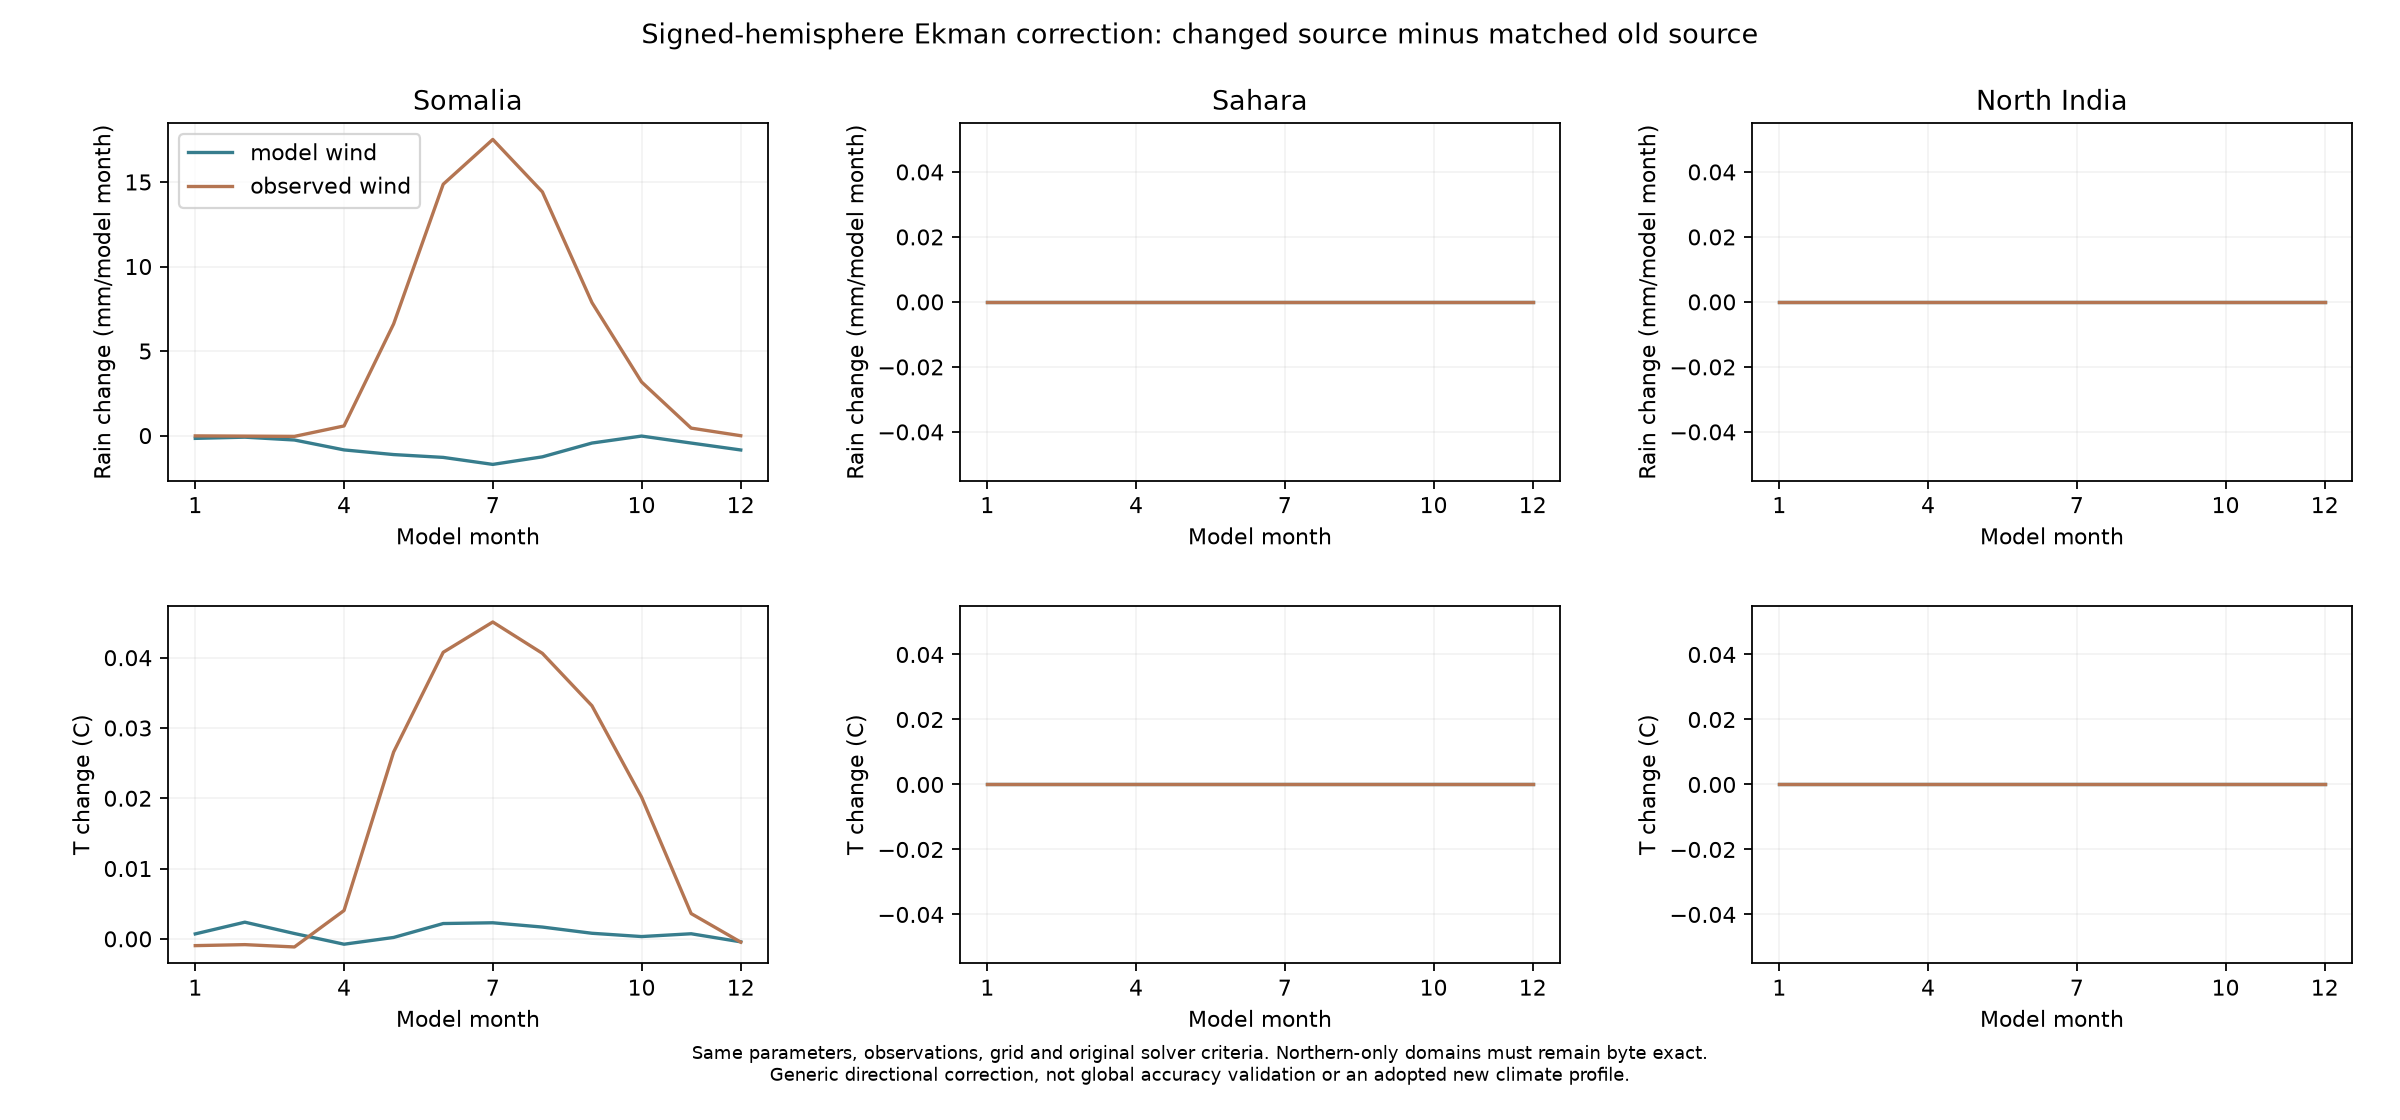 Signed-hemisphere Ekman correction: changed source minus matched old source
Somalia
Rain change (mm/model month)
15
10
5
0
model wind
observed wind
1 4 7 10 12
Model month
Sahara
Rain change (mm/model month)
0.04
0.02
0.00
−0.02
−0.04
1 4 7 10 12
Model month
North India
Rain change (mm/model month)
0.04
0.02
0.00
−0.02
−0.04
1 4 7 10 12
Model month
T change (C)
0.04
0.03
0.02
0.01
0.00
1 4 7 10 12
Model month
T change (C)
0.04
0.02
0.00
−0.02
−0.04
1 4 7 10 12
Model month
T change (C)
0.04
0.02
0.00
−0.02
−0.04
1 4 7 10 12
Model month
Same parameters, observations, grid and original solver criteria. Northern-only domains must remain byte exact.
Generic directional correction, not global accuracy validation or an adopted new climate profile.